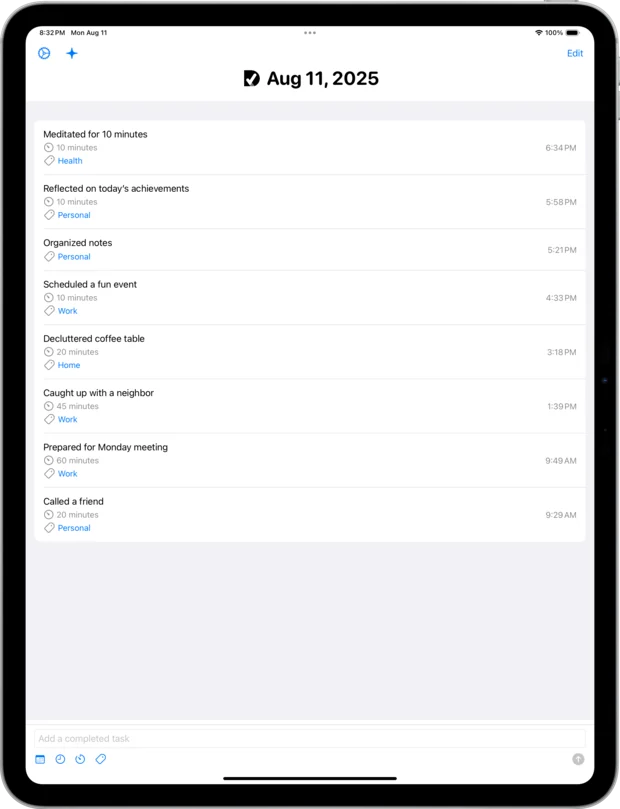 8:32 PM Mon Aug 11
100%
Edit
Aug 11, 2025
Meditated for 10 minutes
10 minutes
6:34 PM
Health
Reflected on today's achievements
10 minutes
5:58 PM
Personal
Organized notes
5:21 PM
Personal
Scheduled a fun event
10 minutes
4:33 PM
Work
Decluttered coffee table
20 minutes
3:18 PM
Home
Caught up with a neighbor
45 minutes
1:39 PM
Work
Prepared for Monday meeting
60 minutes
9:49 AM
Work
Called a friend
20 minutes
9:29 AM
Personal
Add a completed task